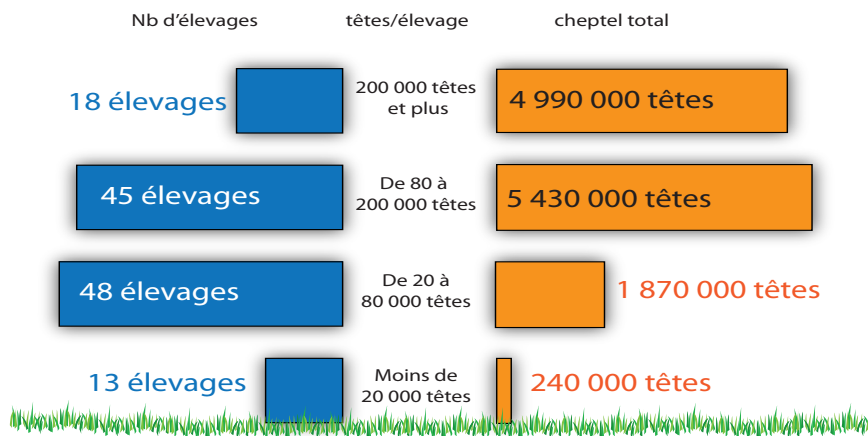 Nb d’élevages têtes/élevage cheptel total
18 élevages
200 000 têtes
et plus
4 990 000 têtes
45 élevages
De 80 à
200 000 têtes
5 430 000 têtes
48 élevages
De 20 à
80 000 têtes
1 870 000 têtes
13 élevages
Moins de
20 000 têtes
240 000 têtes